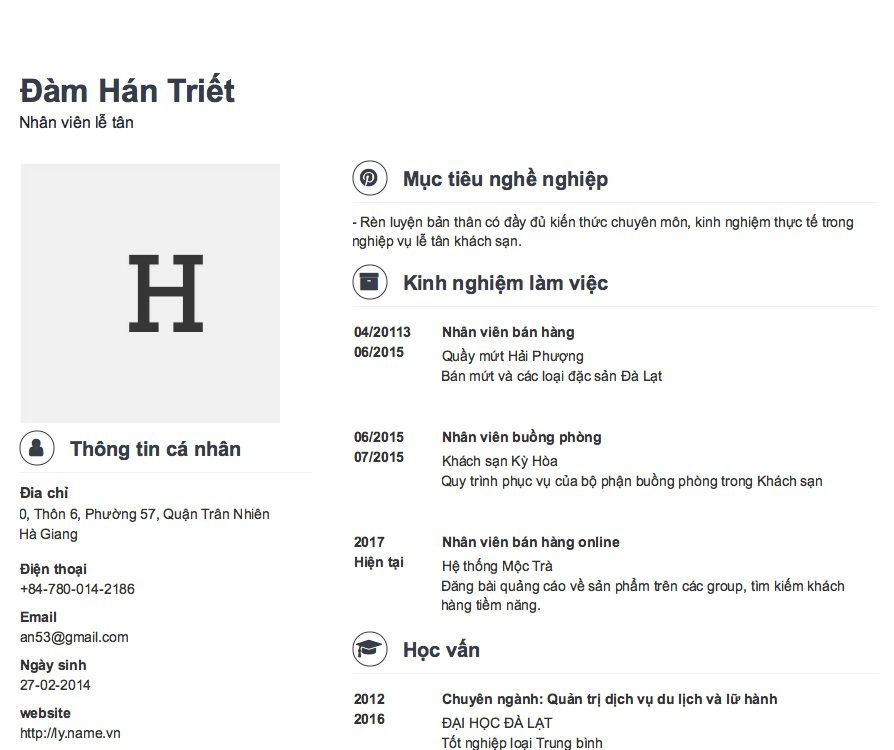 Đàm Hán Triết
Nhân viên lễ tân
H
Thông tin cá nhân
Đia chỉ
0, Thôn 6, Phường 57, Quận Trân Nhiên
Hà Giang
Điện thoại
+84-780-014-2186
Email
an53@gmail.com
Ngày sinh
27-02-2014
website
http://ly.name.vn
Mục tiêu nghề nghiệp
- Rèn luyện bản thân có đầy đủ kiến thức chuyên môn, kinh nghiệm thực tế trong
nghiệp vụ lễ tân khách sạn.
Kinh nghiệm làm việc
04/20113 Nhân viên bán hàng
06/2015 Quầy mứt Hải Phượng
Bán mứt và các loại đặc sản Đà Lạt
06/2015 Nhân viên buồng phòng
07/2015 Khách sạn Kỳ Hòa
Quy trình phục vụ của bộ phận buồng phòng trong Khách sạn
2017 Nhân viên bán hàng online
Hiện tại Hệ thống Mộc Trà
Đăng bài quảng cáo về sản phẩm trên các group, tìm kiếm khách
hàng tiềm năng.
Học vấn
2012 Chuyên ngành: Quản trị dịch vụ du lịch và lữ hành
2016 ĐẠI HỌC ĐÀ LẠT
Tốt nghiệp loại Trung bình